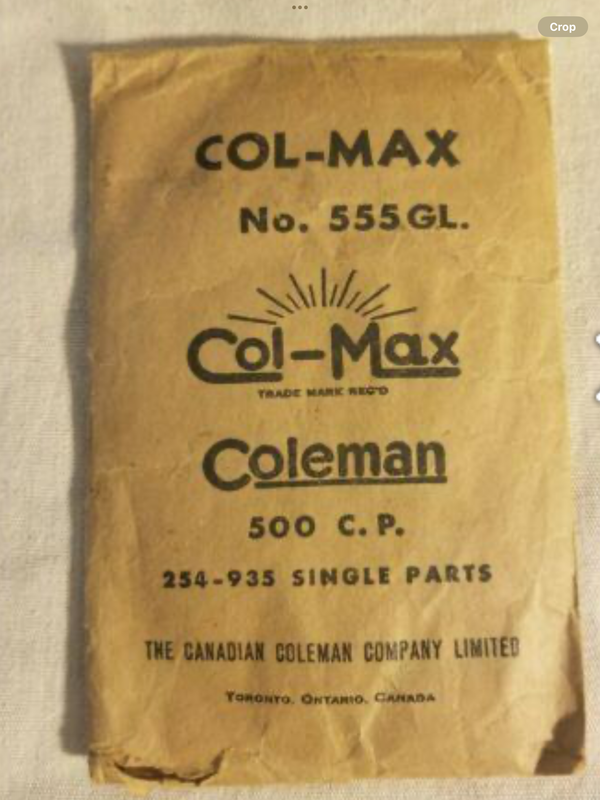 Crop
COL-MAX
No. 555GL.
Col-Max
TRADE MARK REG'D
Coleman
500 C.P.
254-935 SINGLE PARTS
THE CANADIAN COLEMAN COMPANY LIMITED
TORONTO, ONTARIO, CANADA